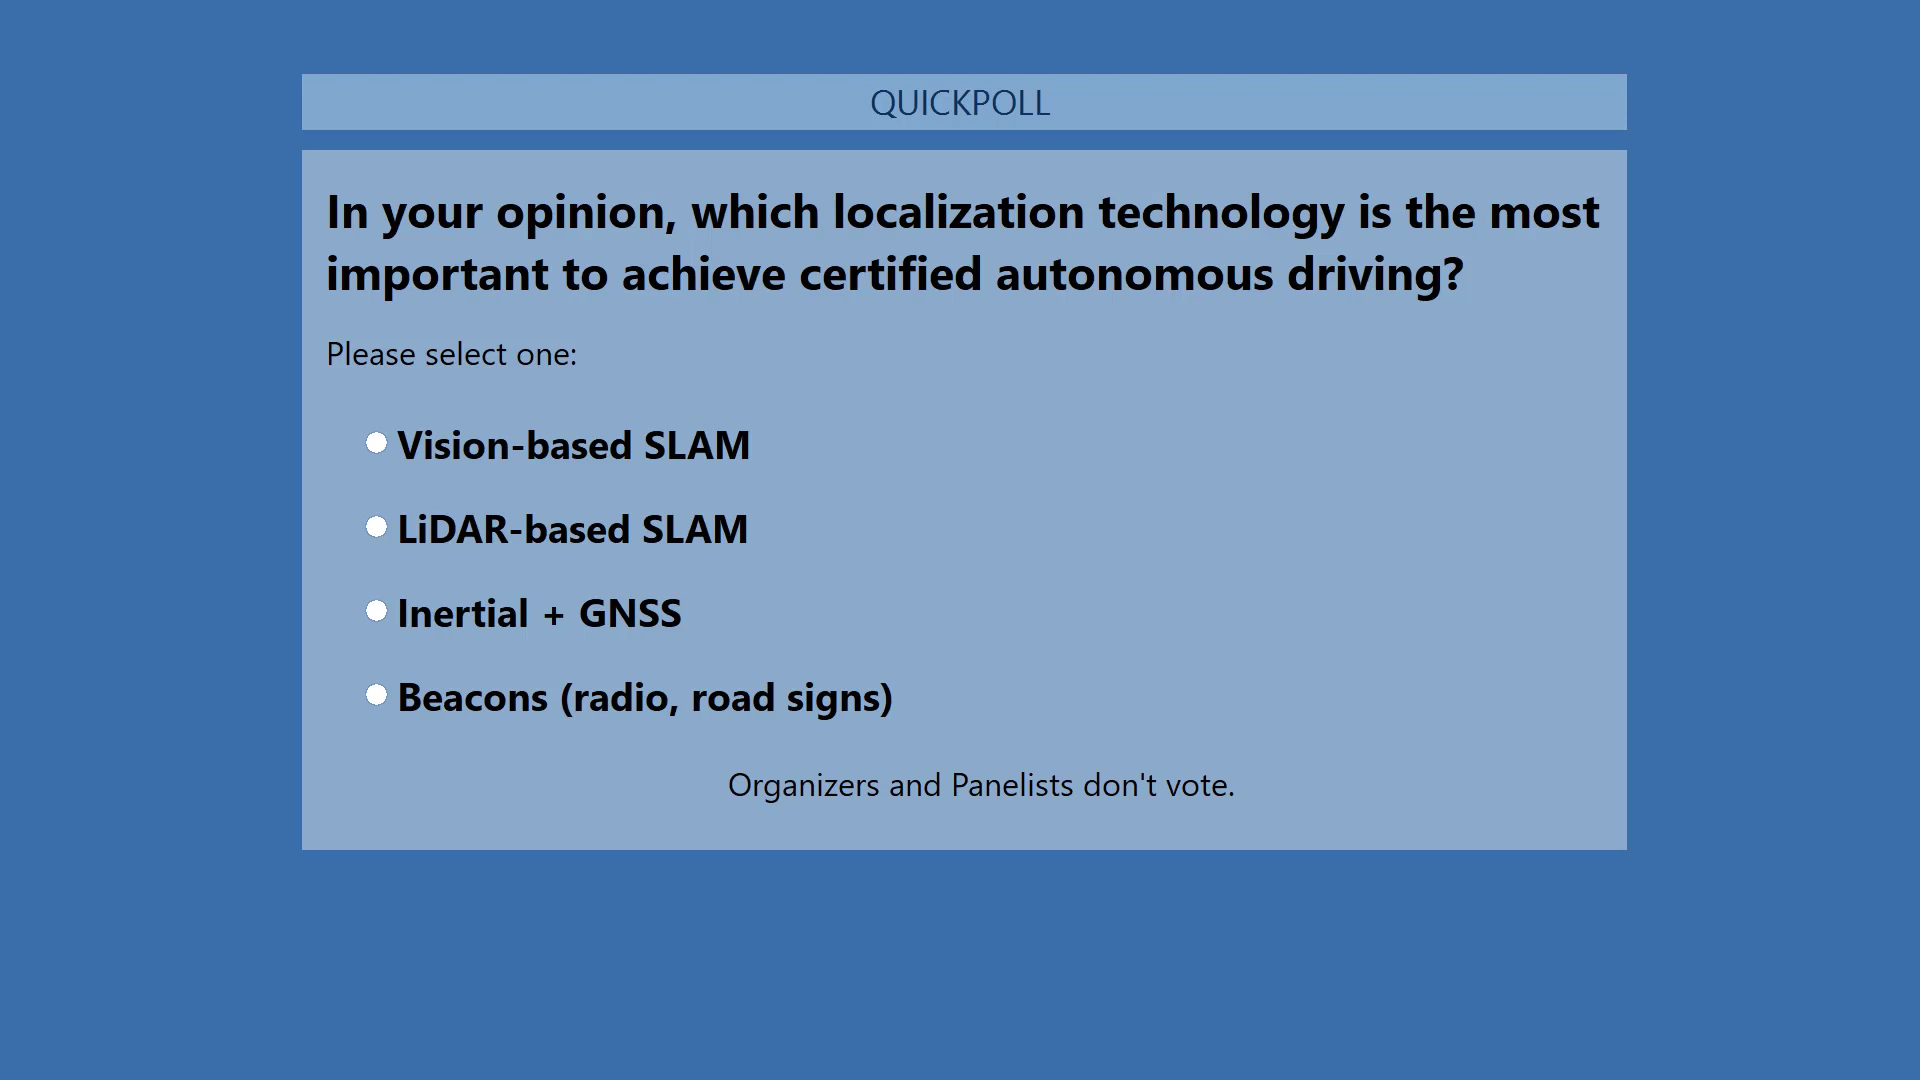 QUICKPOLL
In your opinion, which localization technology is the most
important to achieve certified autonomous driving?
Please select one:
Vision-based SLAM
LiDAR-based SLAM
Inertial + GNSS
Beacons (radio, road signs)
Organizers and Panelists don't vote.